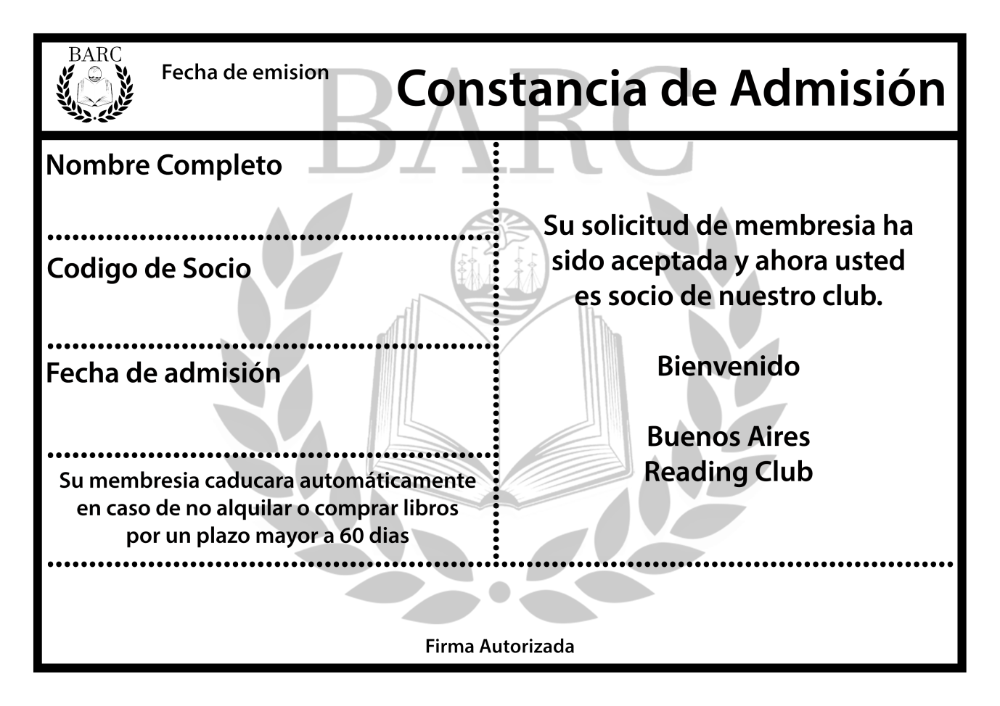 BARC
Fecha de emision
Constancia de Admisión
BARC
Nombre Completo
Codigo de Socio
Fecha de admisión
Su membresia caducara automáticamente
en caso de no alquilar o comprar libros
por un plazo mayor a 60 dias
Su solicitud de membresia ha
sido aceptada y ahora usted
es socio de nuestro club.
Bienvenido
Buenos Aires
Reading Club
Firma Autorizada